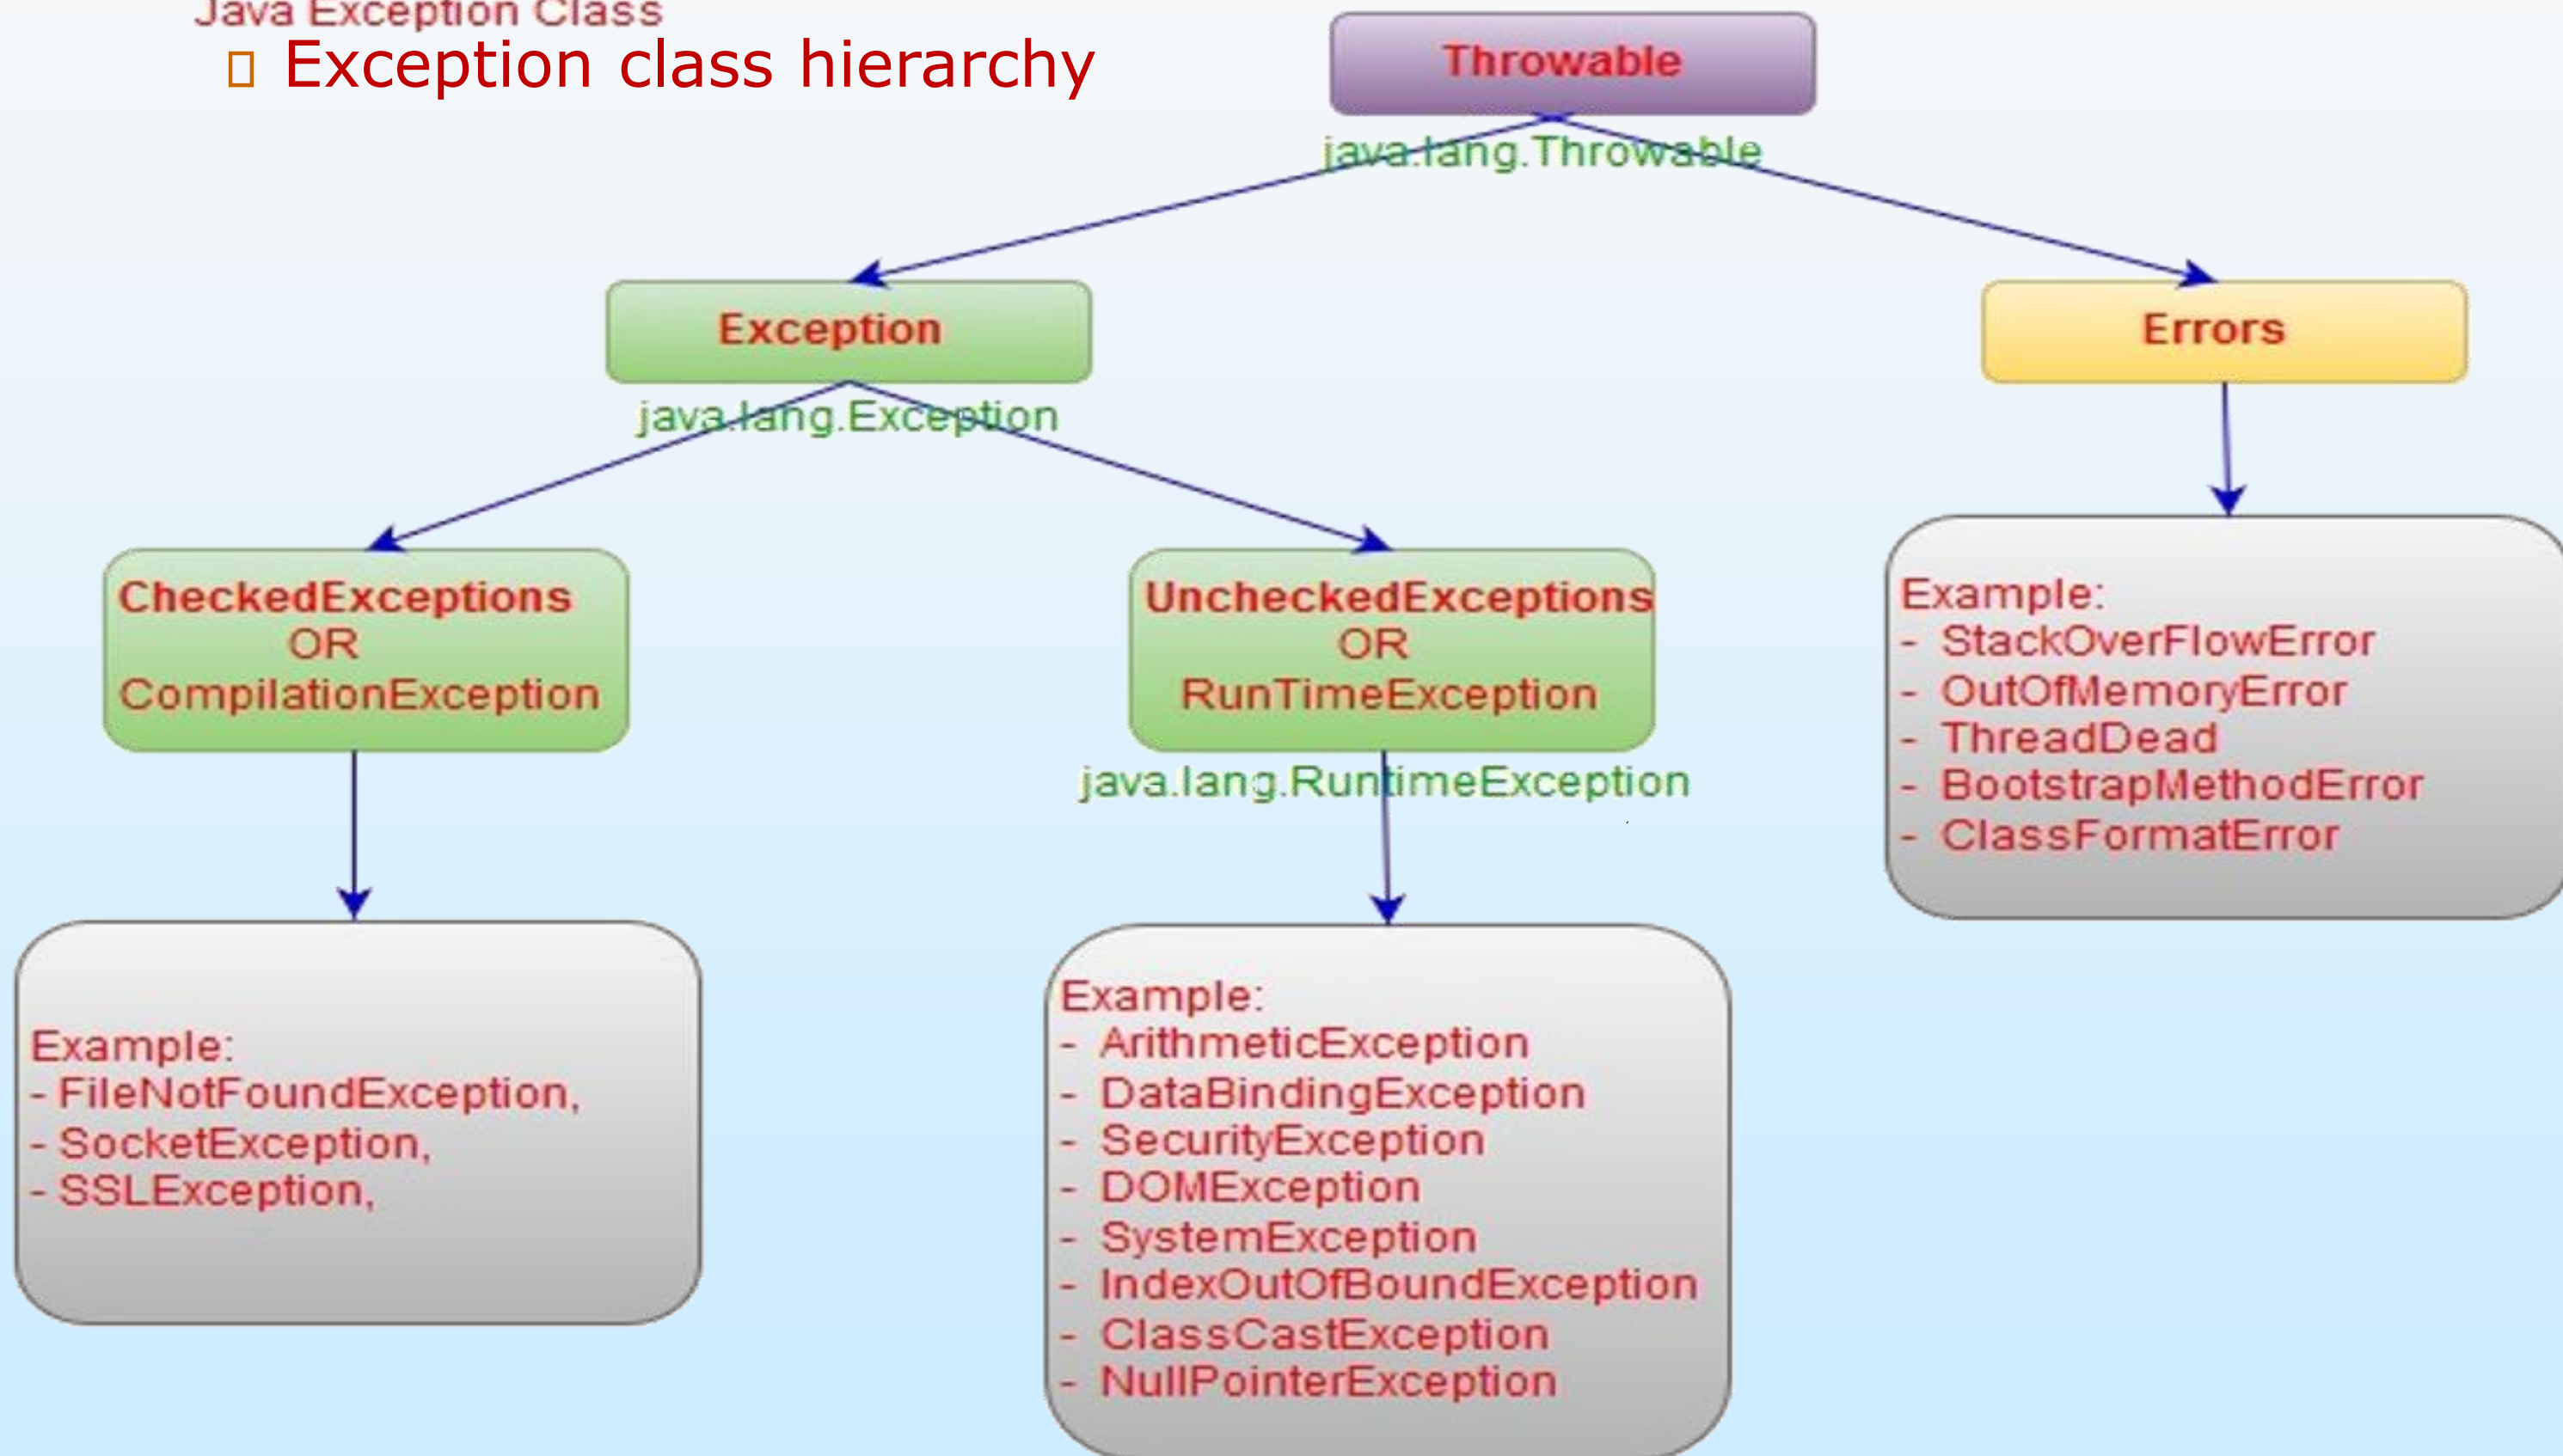 Java Exception Class
Exception class hierarchy
Throwable
java.lang.Throwable
Exception
java.lang.Exception
Errors
CheckedExceptions
OR
CompilationException
UncheckedExceptions
OR
RunTimeException
java.lang.RuntimeException
Example:
- StackOverFlowError
- OutOfMemoryError
- ThreadDead
- BootstrapMethodError
- ClassFormatError
Example:
- FileNotFoundException,
- SocketException,
- SSLException,
Example:
- ArithmeticException
- DataBindingException
- SecurityException
- DOMException
- SystemException
- IndexOutOfBoundException
- ClassCastException
- NullPointerException